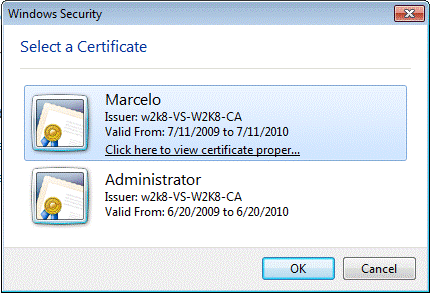 Windows Security
Select a Certificate
Marcelo
Issuer: w2k8-VS-W2K8-CA
Valid From: 7/11/2009 to 7/11/2010
Click here to view certificate proper...
Administrator
Issuer: w2k8-VS-W2K8-CA
Valid From: 6/20/2009 to 6/20/2010
OK
Cancel